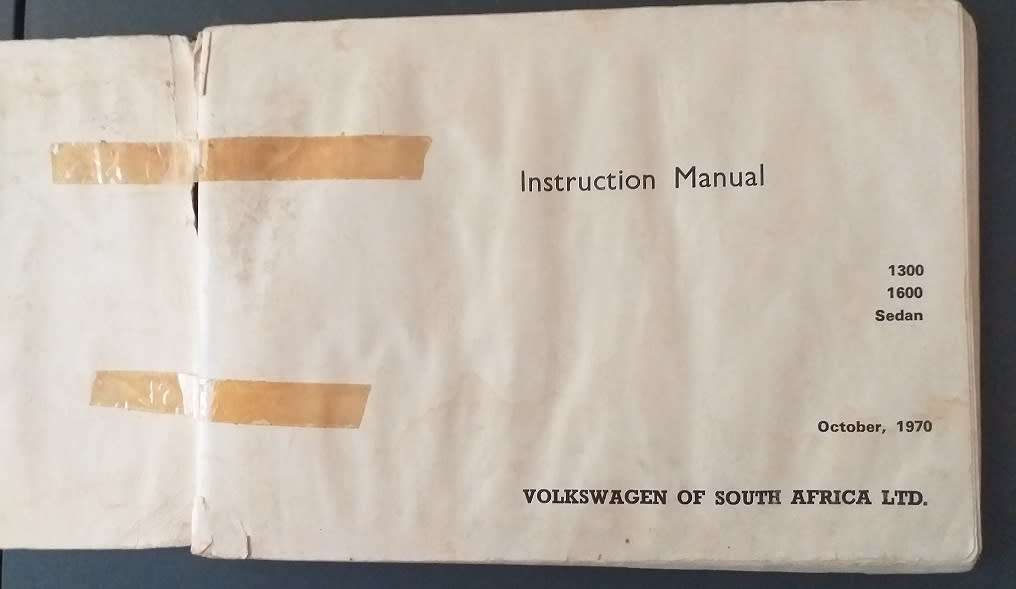 Instruction Manual
1300
1600
Sedan
October, 1970
VOLKSWAGEN OF SOUTH AFRICA LTD.